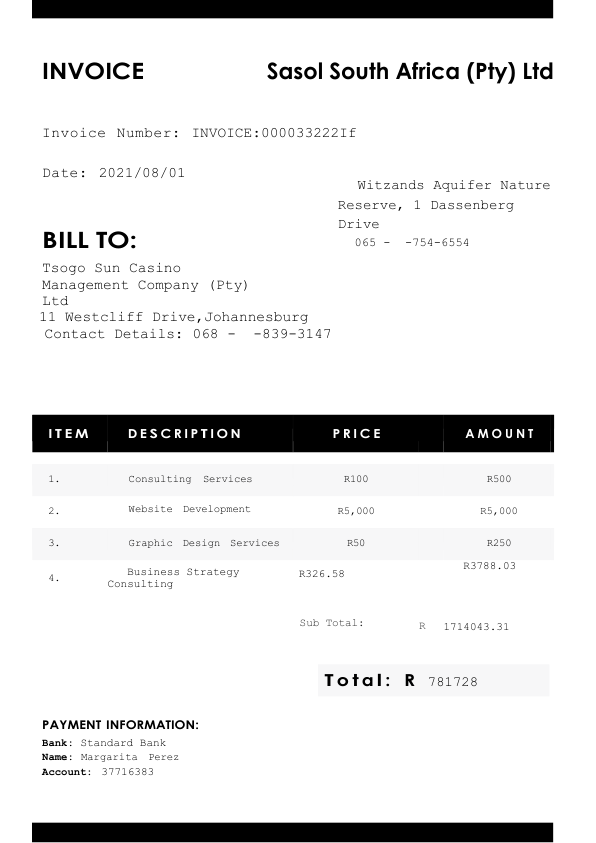 INVOICE Sasol South Africa (Pty) Ltd
Invoice Number: INVOICE:000033222If
Date: 2021/08/01
Witzands Aquifer Nature
Reserve, 1 Dassenberg
Drive
065 - -754-6554
BILL TO:
Tsogo Sun Casino
Management Company (Pty)
Ltd
11 Westcliff Drive,Johannesburg
Contact Details: 068 - -839-3147
ITEM DESCRIPTION PRICE AMOUNT
1. Consulting Services R100 R500
2. Website Development R5,000 R5,000
3. Graphic Design Services R50 R250
4. Business Strategy R326.58 R3788.03
Consulting
Sub Total: R 1714043.31
Total: R 781728
PAYMENT INFORMATION:
Bank: Standard Bank
Name: Margarita Perez
Account: 37716383